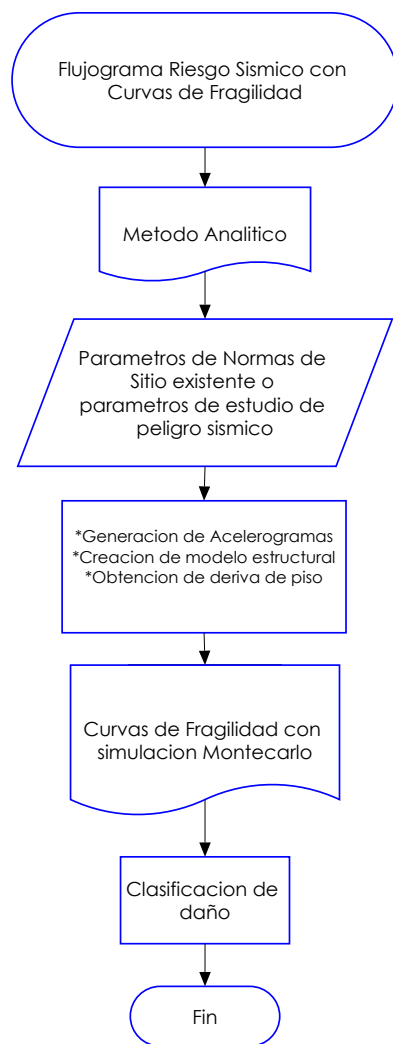 Flujograma Riesgo Sismico con
Curvas de Fragilidad
Metodo Analitico
Parametros de Normas de
Sitio existente o
parametros de estudio de
peligro sismico
*Generacion de Acelerogramas
*Creacion de modelo estructural
*Obtencion de deriva de piso
Curvas de Fragilidad con
simulacion Montecarlo
Clasificacion de
daño
Fin